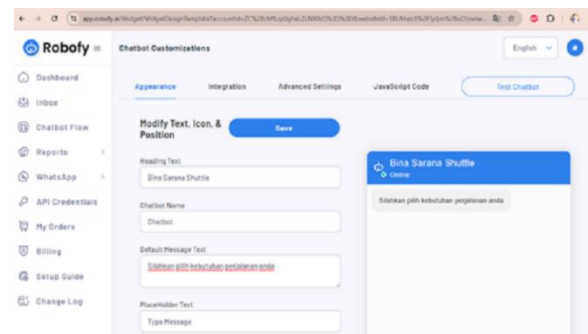 Robofy
Chatbot Customizations
English
Dashboard
Inbox
Chatbot Flow
Reports
WhatsApp
API Credentials
My Orders
Billing
Setup Guide
Change Log
Appearance
Integration
Advanced Settings
JavaScript Code
Test Chatbot
Modify Text, Icon, &
Position
Save
Heading Text
Bina Sarana Shuttle
Chatbot Name
Chatbot
Default Message Text
Silahkan pilih kebutuhan perjalanan anda
PlaceHolder Text
Type Message
Bina Sarana Shuttle
Online
Silahkan pilih kebutuhan perjalanan anda